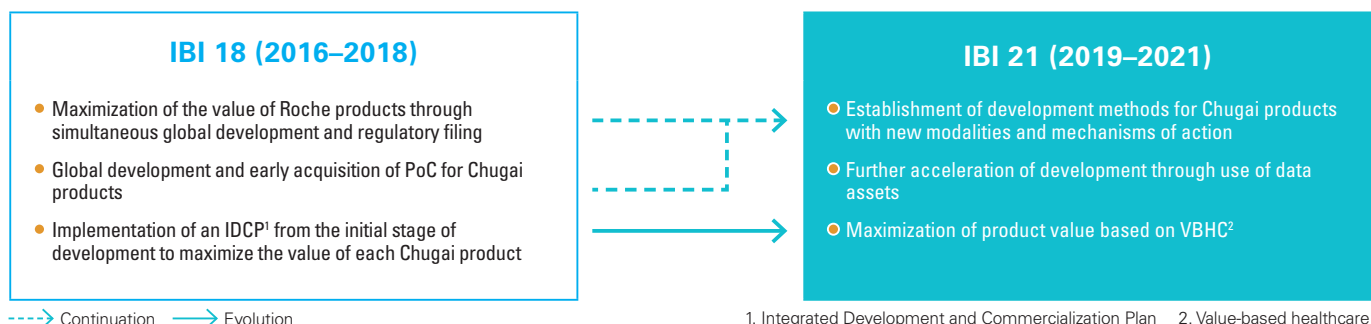 IBI 18 (2016–2018)
• Maximization of the value of Roche products through
simultaneous global development and regulatory filing
• Global development and early acquisition of PoC for Chugai
products
• Implementation of an IDCP¹ from the initial stage of
development to maximize the value of each Chugai product
IBI 21 (2019–2021)
• Establishment of development methods for Chugai products
with new modalities and mechanisms of action
• Further acceleration of development through use of data
assets
• Maximization of product value based on VBHC²
Continuation
Evolution
1. Integrated Development and Commercialization Plan
2. Value-based healthcare